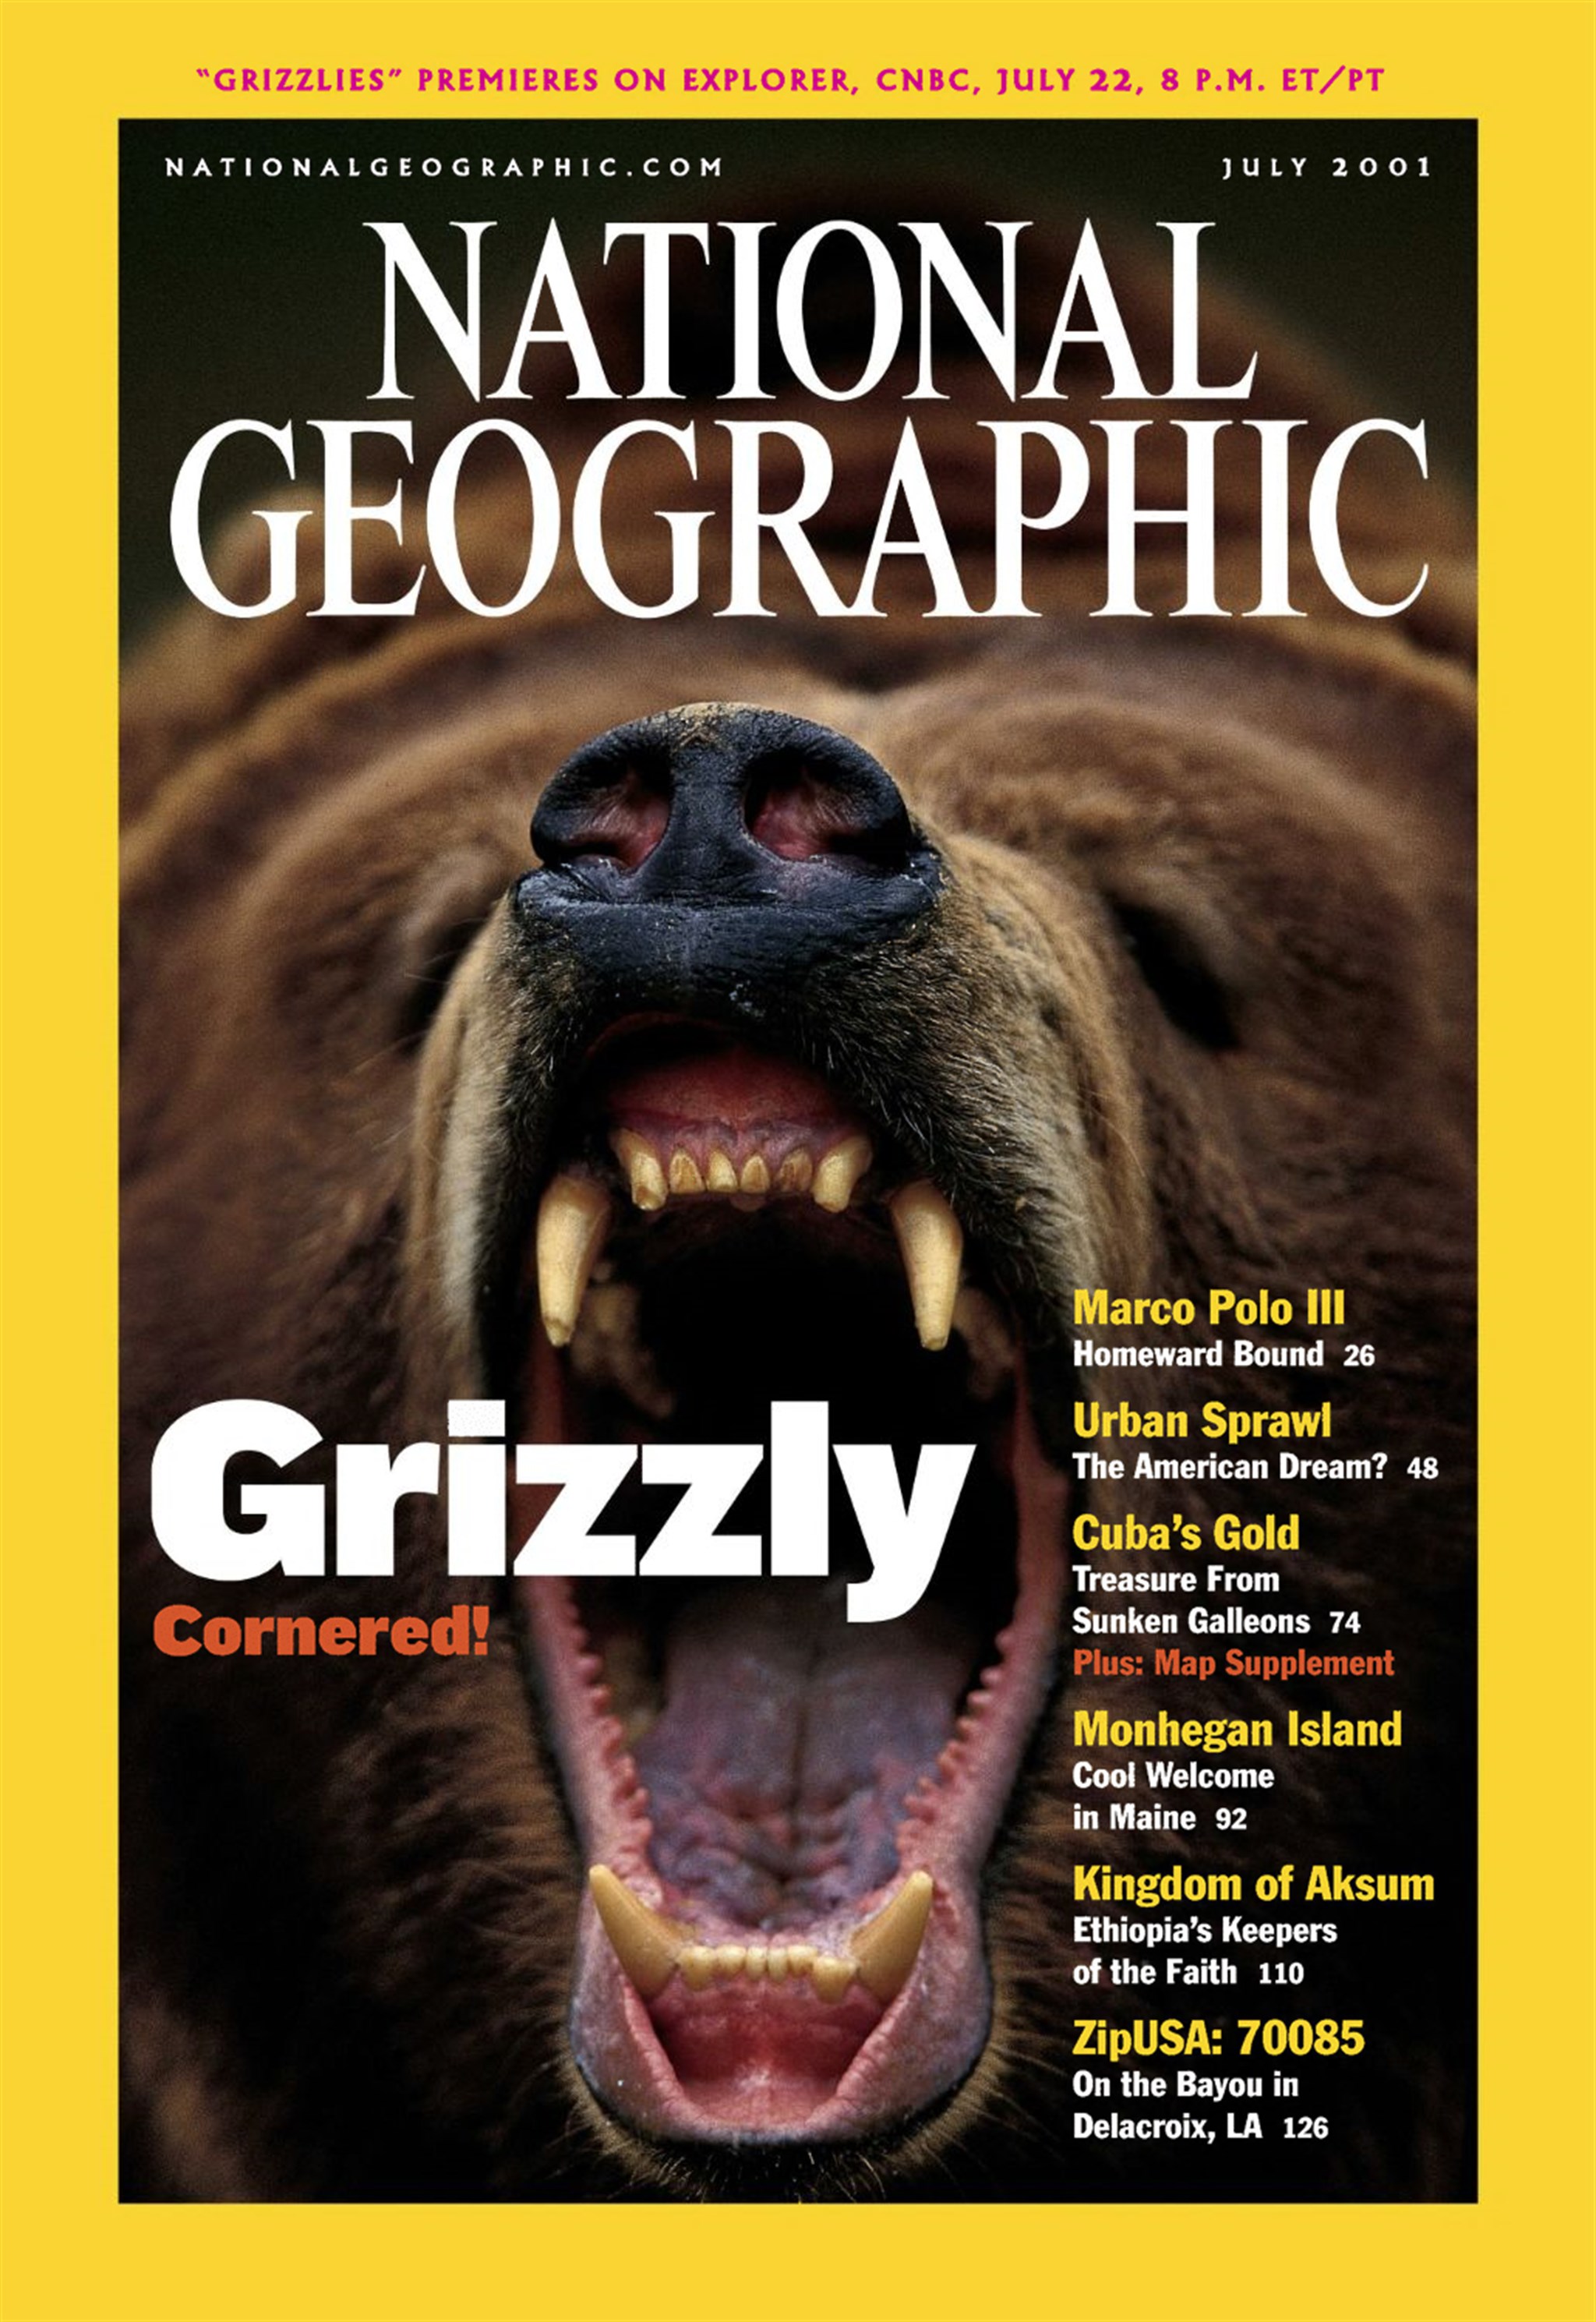 “GRIZZLIES” PREMIERES ON EXPLORER, CNBC, JULY 22, 8 P.M. ET/PT
NATIONALGEOGRAPHIC.COM
JULY 2001
NATIONAL
GEOGRAPHIC
Grizzly
Cornered!
Marco Polo III
Homeward Bound 26
Urban Sprawl
The American Dream? 48
Cuba’s Gold
Treasure From
Sunken Galleons 74
Plus: Map Supplement
Monhegan Island
Cool Welcome
in Maine 92
Kingdom of Aksum
Ethiopia’s Keepers
of the Faith 110
ZipUSA: 70085
On the Bayou in
Delacroix, LA 126